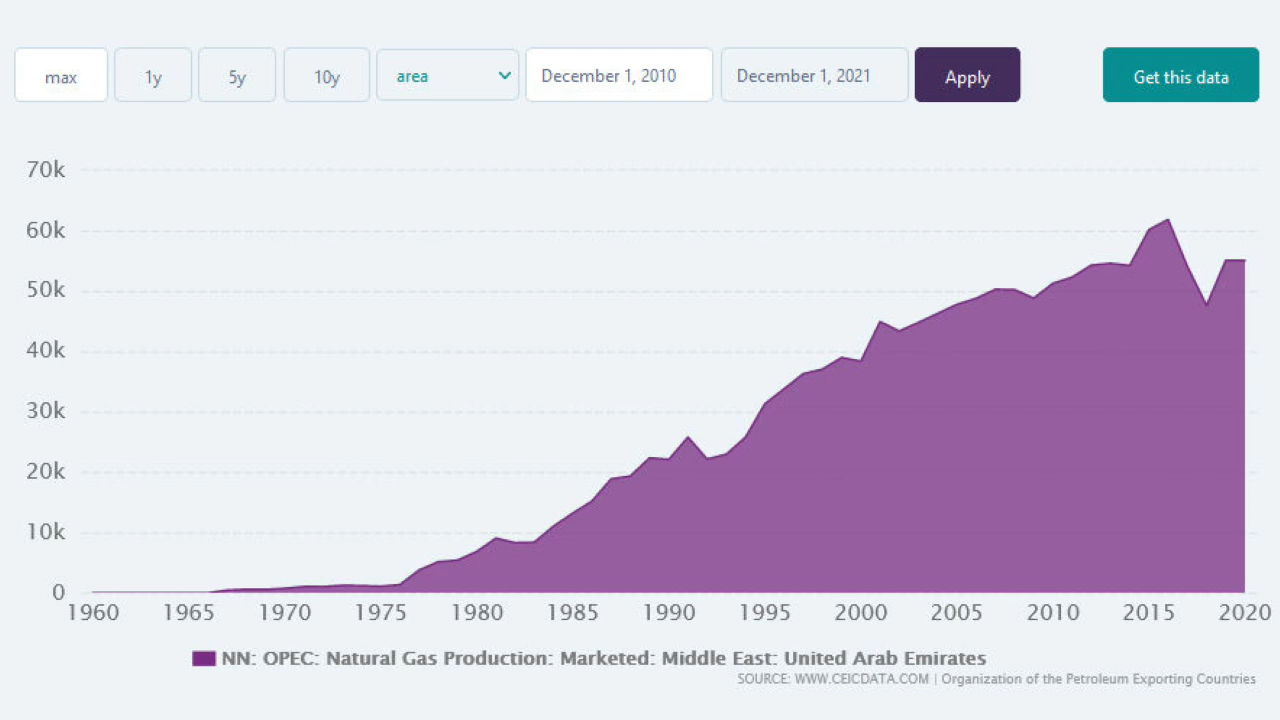 max 1y 5y 10y area December 1, 2010 December 1, 2021 Apply Get this data
70k
60k
50k
40k
30k
20k
10k
0
1960 1965 1970 1975 1980 1985 1990 1995 2000 2005 2010 2015 2020
NN: OPEC: Natural Gas Production: Marketed: Middle East: United Arab Emirates
SOURCE: WWW.CEICDATA.COM | Organization of the Petroleum Exporting Countries